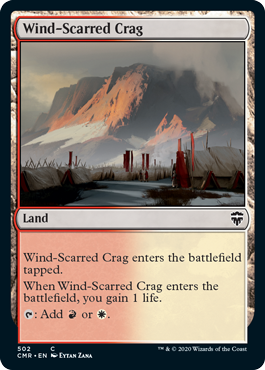 Wind-Scarred Crag
Land
Wind-Scarred Crag enters the battlefield
tapped.
When Wind-Scarred Crag enters the
battlefield, you gain 1 life.
: Add or .
502 C
CMR • EN Eytan Zana
™ & © 2020 Wizards of the Coast